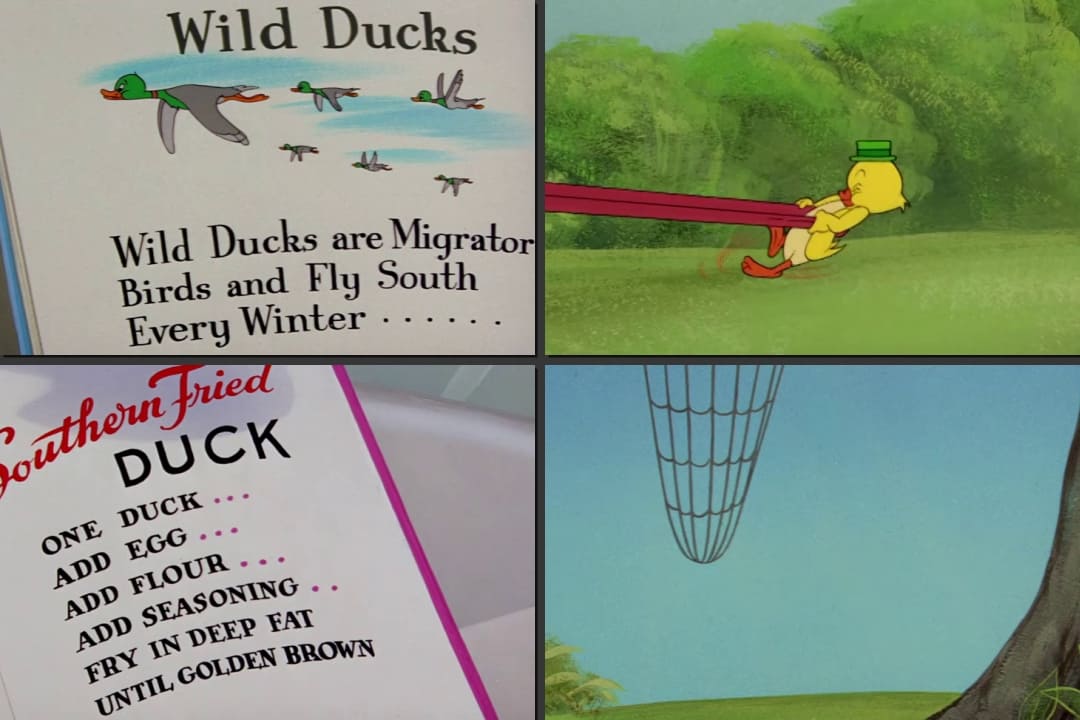 Wild Ducks
Wild Ducks are Migrator
Birds and Fly South
Every Winter . . . . . .
Southern Fried
DUCK
ONE DUCK ...
ADD EGG ...
ADD FLOUR ...
ADD SEASONING ..
FRY IN DEEP FAT
UNTIL GOLDEN BROWN